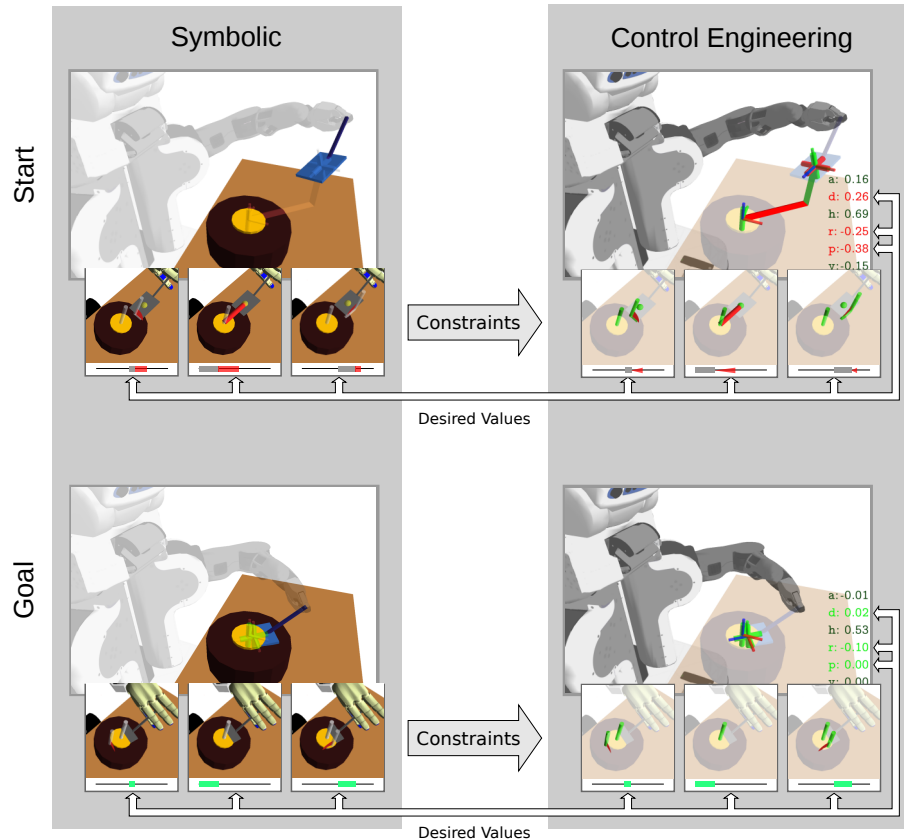 Symbolic
Control Engineering
Start
a: 0.16
d: 0.26
h: 0.69
r: -0.25
p: -0.38
y: -0.15
Constraints
Desired Values
Goal
a: -0.01
d: 0.02
h: 0.53
r: -0.10
p: 0.00
y: 0.00
Constraints
Desired Values